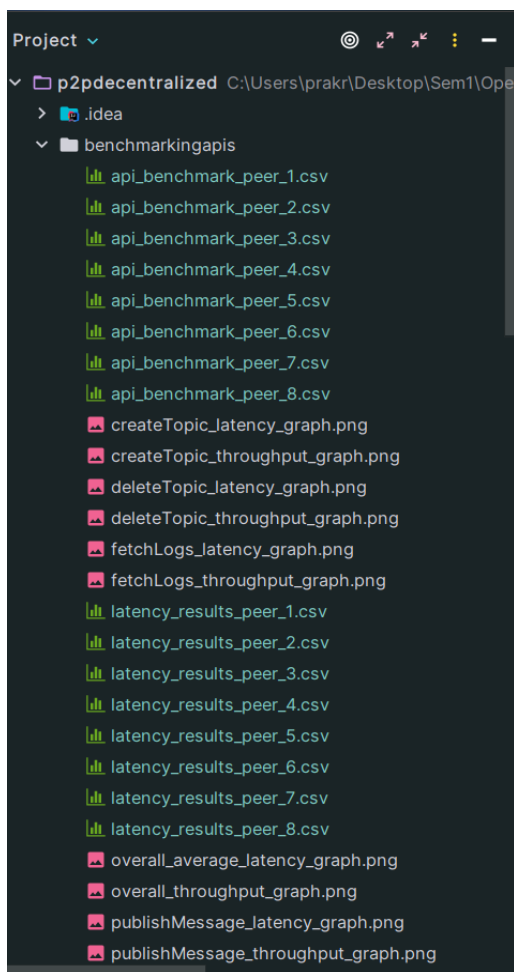 Project
p2pdecentralized C:\Users\prakr\Desktop\Sem1\Ope
.idea
benchmarkingapis
api_benchmark_peer_1.csv
api_benchmark_peer_2.csv
api_benchmark_peer_3.csv
api_benchmark_peer_4.csv
api_benchmark_peer_5.csv
api_benchmark_peer_6.csv
api_benchmark_peer_7.csv
api_benchmark_peer_8.csv
createTopic_latency_graph.png
createTopic_throughput_graph.png
deleteTopic_latency_graph.png
deleteTopic_throughput_graph.png
fetchLogs_latency_graph.png
fetchLogs_throughput_graph.png
latency_results_peer_1.csv
latency_results_peer_2.csv
latency_results_peer_3.csv
latency_results_peer_4.csv
latency_results_peer_5.csv
latency_results_peer_6.csv
latency_results_peer_7.csv
latency_results_peer_8.csv
overall_average_latency_graph.png
overall_throughput_graph.png
publishMessage_latency_graph.png
publishMessage_throughput_graph.png